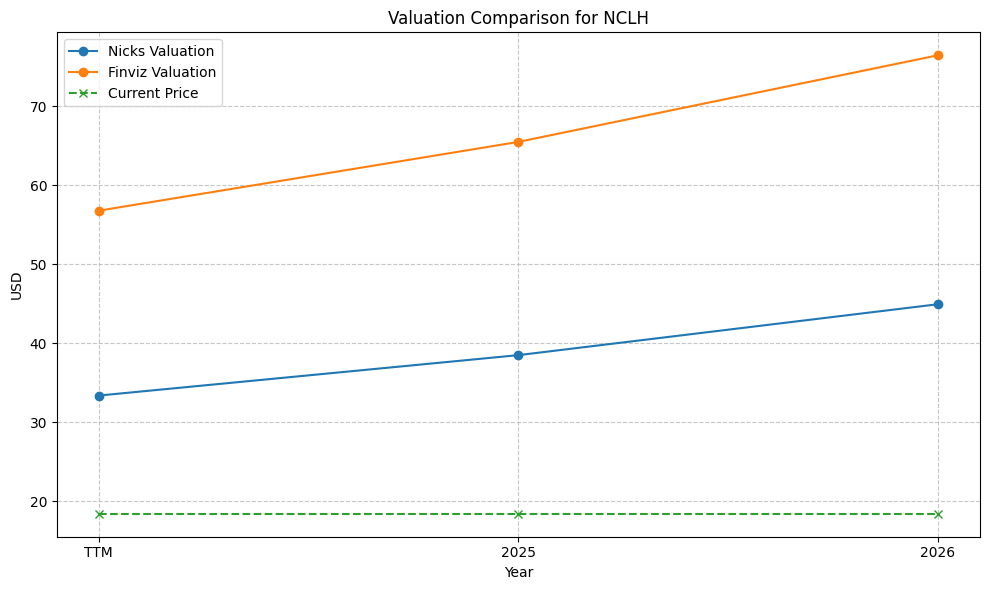 Valuation Comparison for NCLH
Nicks Valuation
Finviz Valuation
Current Price
70
60
50
40
30
20
USD
TTM
2025
2026
Year